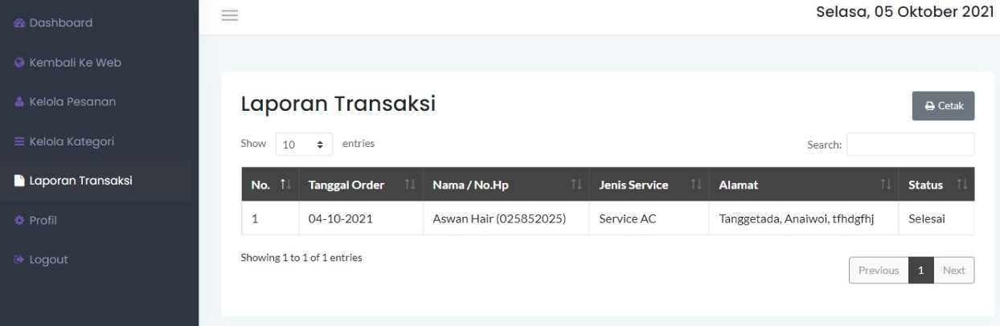 Selasa, 05 Oktober 2021
Dashboard
Kembali Ke Web
Kelola Pesanan
Kelola Kategori
Laporan Transaksi
Profil
Logout
Laporan Transaksi
Cetak
Show 10 entries
Search:
No. Tanggal Order Nama / No.Hp Jenis Service Alamat Status
1 04-10-2021 Aswan Hair (025852025) Service AC Tanggetada, Anaiwoi, tfhdgfhj Selesai
Showing 1 to 1 of 1 entries
Previous 1 Next